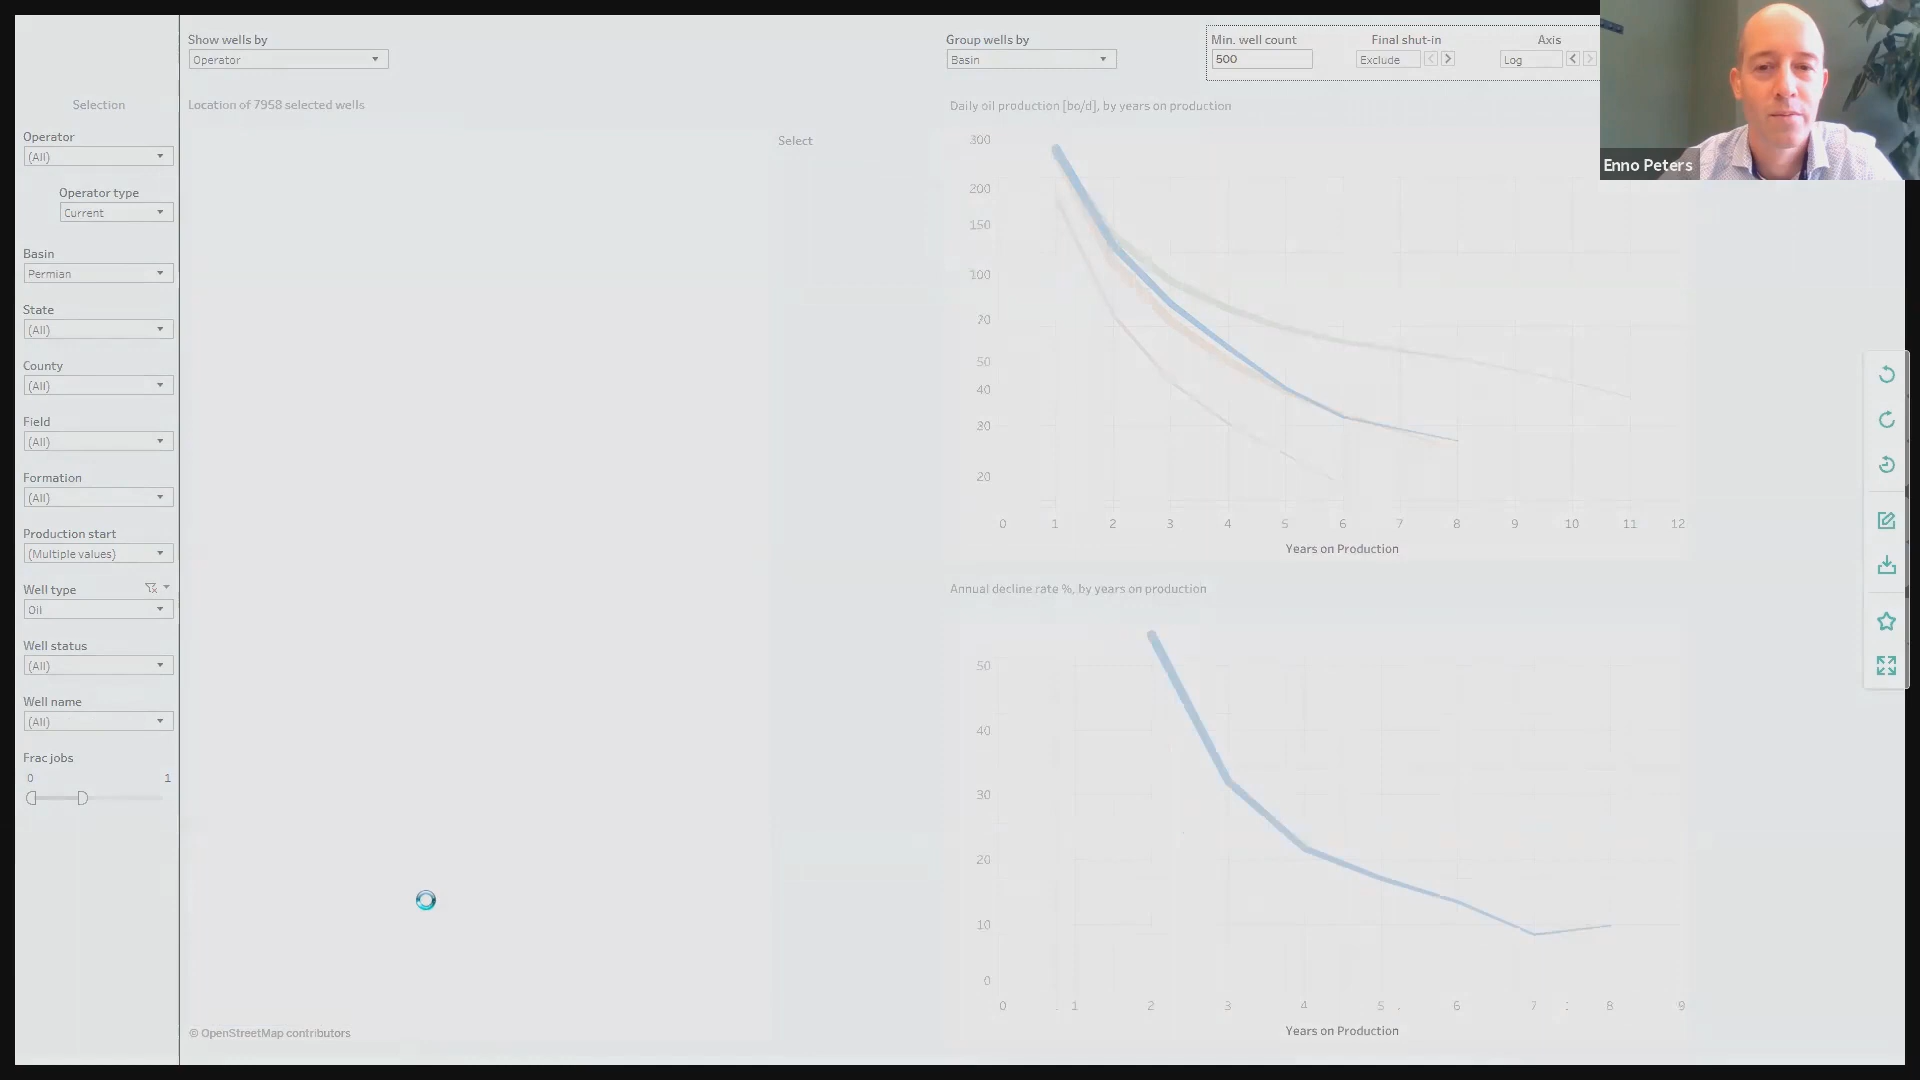 Show wells by
Operator
Group wells by
Basin
Min. well count
500
Final shut-in
Exclude
Axis
Log
Enno Peters
Selection
Operator
(All)
Operator type
Current
Basin
Permian
State
(All)
County
(All)
Field
(All)
Formation
(All)
Production start
(Multiple values)
Well type
Oil
Well status
(All)
Well name
(All)
Frac jobs
0 1
Location of 7958 selected wells
Select
© OpenStreetMap contributors
Daily oil production [bo/d], by years on production
300
200
150
100
70
50
40
30
20
0 1 2 3 4 5 6 7 8 9 10 11 12
Years on Production
Annual decline rate %, by years on production
50
40
30
20
10
0
0 1 2 3 4 5 6 7 8 9
Years on Production